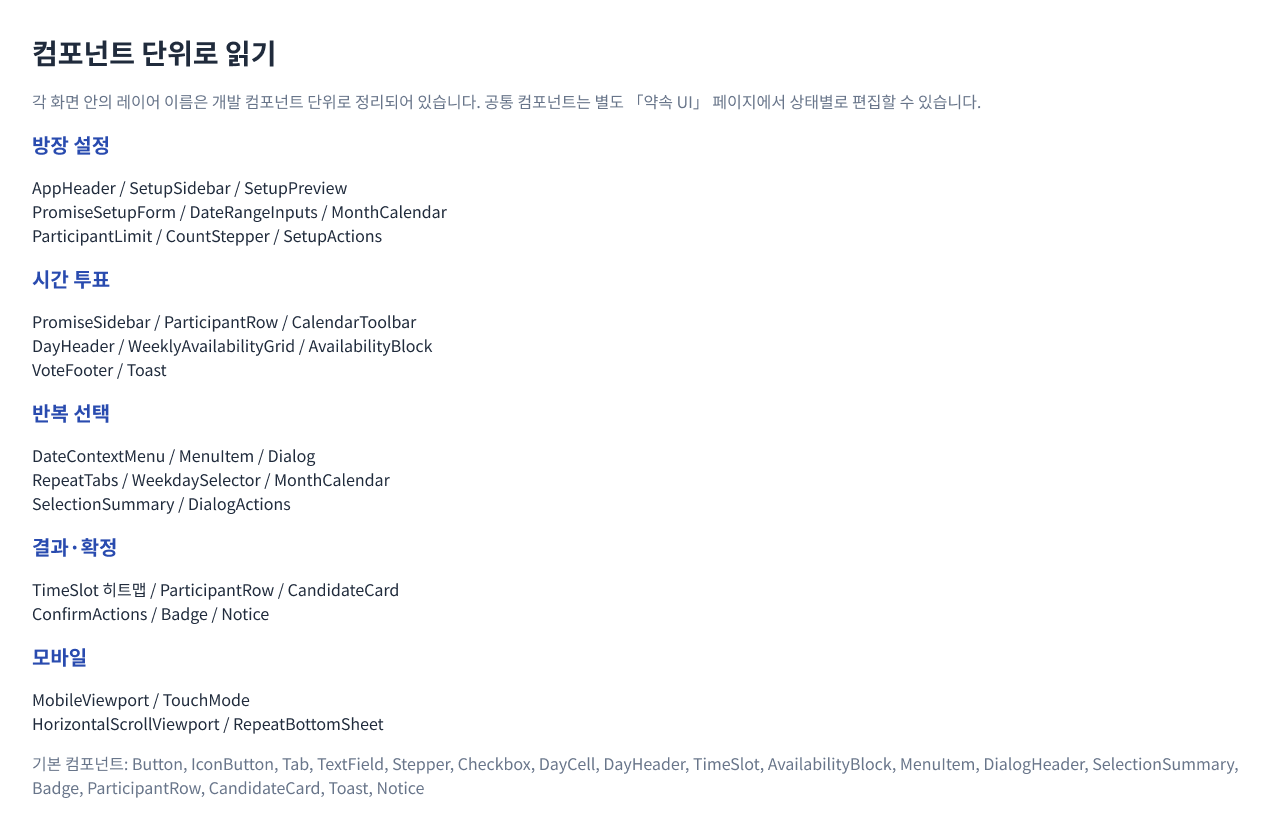 컴포넌트 단위로 읽기
각 화면 안의 레이어 이름은 개발 컴포넌트 단위로 정리되어 있습니다. 공통 컴포넌트는 별도 「약속 UI」 페이지에서 상태별로 편집할 수 있습니다.
방장 설정
AppHeader / SetupSidebar / SetupPreview
PromiseSetupForm / DateRangeInputs / MonthCalendar
ParticipantLimit / CountStepper / SetupActions
시간 투표
PromiseSidebar / ParticipantRow / CalendarToolbar
DayHeader / WeeklyAvailabilityGrid / AvailabilityBlock
VoteFooter / Toast
반복 선택
DateContextMenu / MenuItem / Dialog
RepeatTabs / WeekdaySelector / MonthCalendar
SelectionSummary / DialogActions
결과·확정
TimeSlot 히트맵 / ParticipantRow / CandidateCard
ConfirmActions / Badge / Notice
모바일
MobileViewport / TouchMode
HorizontalScrollViewport / RepeatBottomSheet
기본 컴포넌트: Button, IconButton, Tab, TextField, Stepper, Checkbox, DayCell, DayHeader, TimeSlot, AvailabilityBlock, MenuItem, DialogHeader, SelectionSummary,
Badge, ParticipantRow, CandidateCard, Toast, Notice